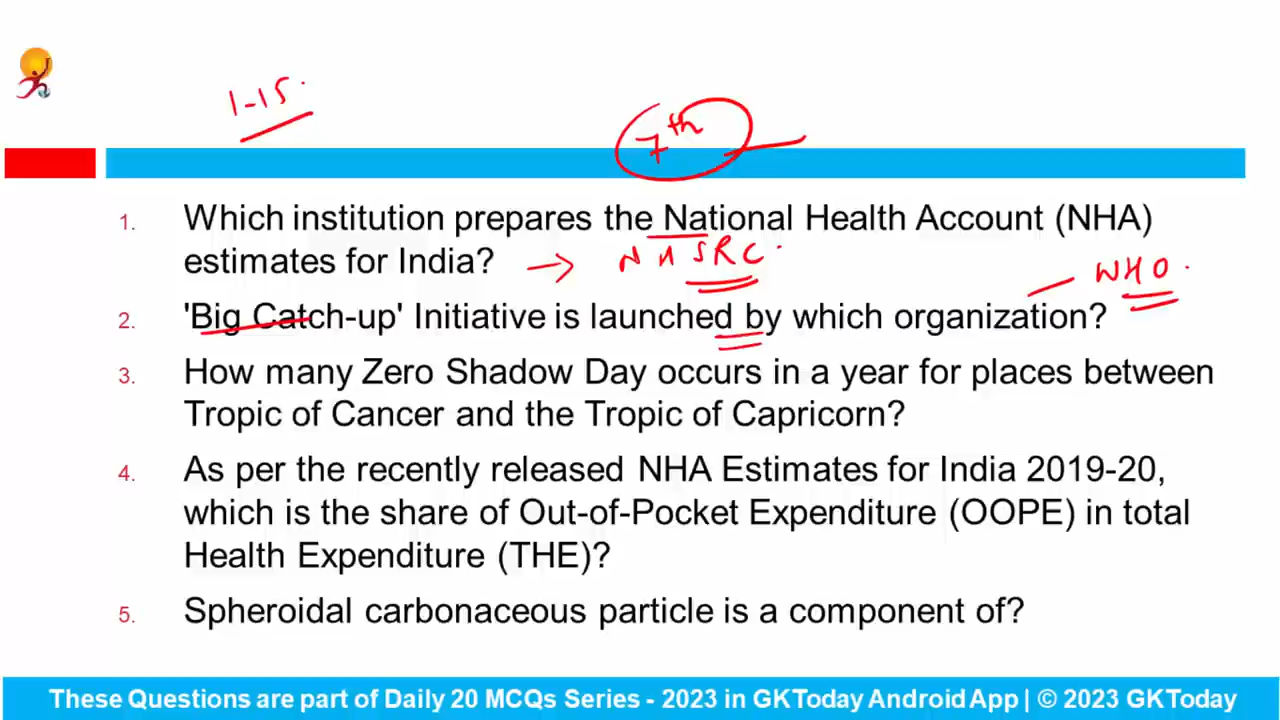 1-15.
7th
1. Which institution prepares the National Health Account (NHA)
estimates for India?
→ NHSRC.
WHO.
2. 'Big Catch-up' Initiative is launched by which organization?
3. How many Zero Shadow Day occurs in a year for places between
Tropic of Cancer and the Tropic of Capricorn?
4. As per the recently released NHA Estimates for India 2019-20,
which is the share of Out-of-Pocket Expenditure (OOPE) in total
Health Expenditure (THE)?
5. Spheroidal carbonaceous particle is a component of?
These Questions are part of Daily 20 MCQs Series - 2023 in GKToday Android App | © 2023 GKToday